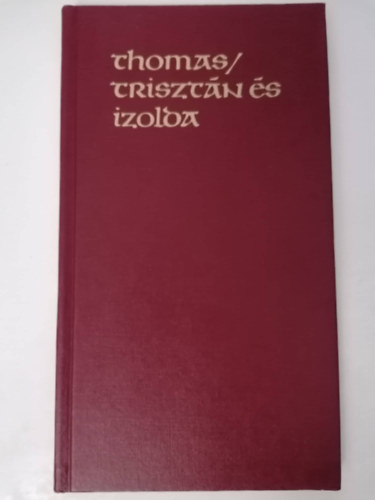 Thomas/
Trisztán és
izolda